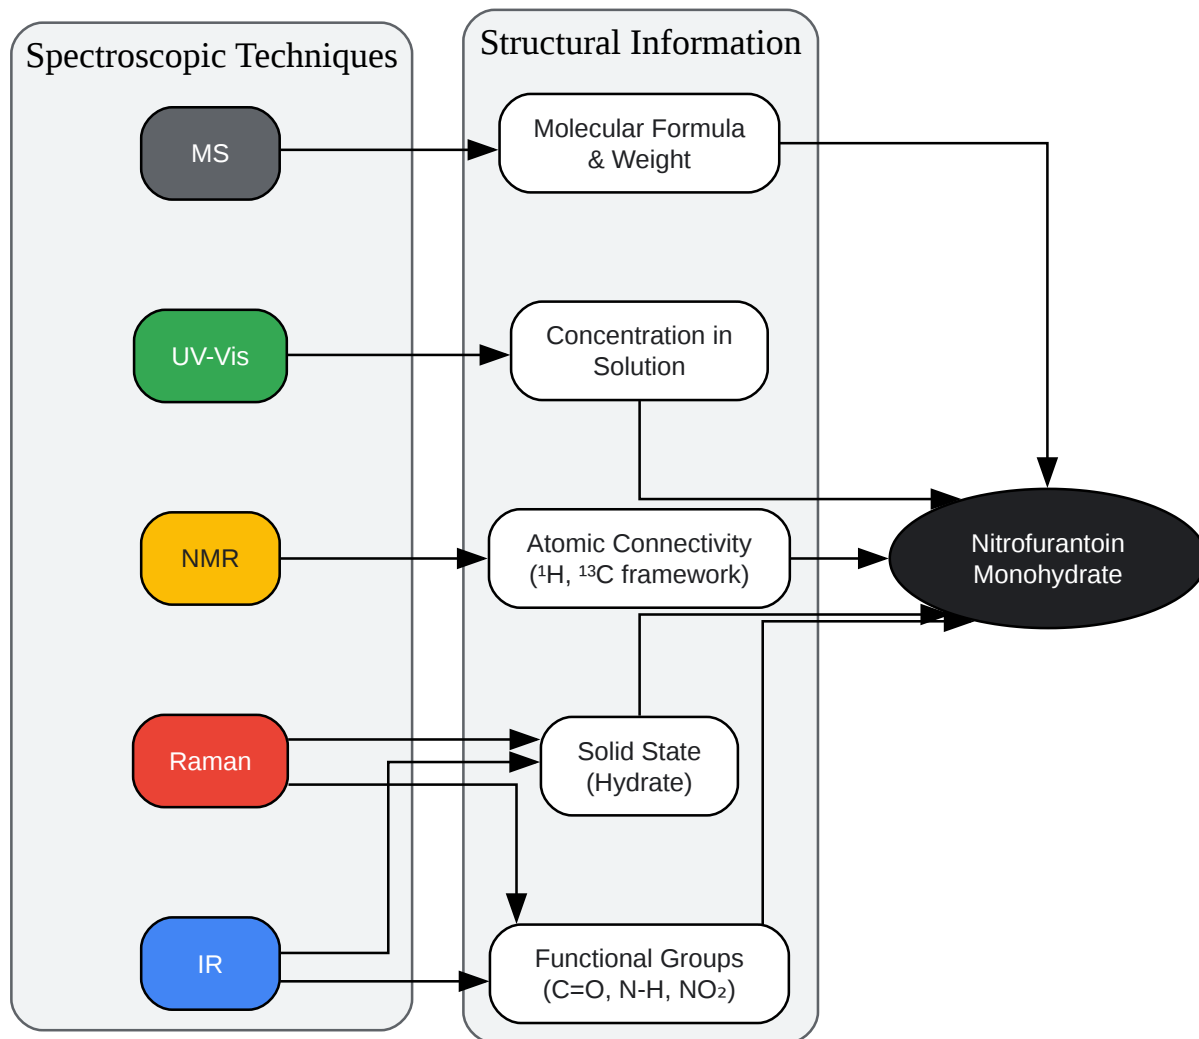 Spectroscopic Techniques
Structural Information
MS
Molecular Formula
& Weight
UV-Vis
Concentration in
Solution
NMR
Atomic Connectivity
(¹H, ¹³C framework)
Nitrofurantoin
Monohydrate
Raman
Solid State
(Hydrate)
IR
Functional Groups
(C=O, N-H, NO₂)